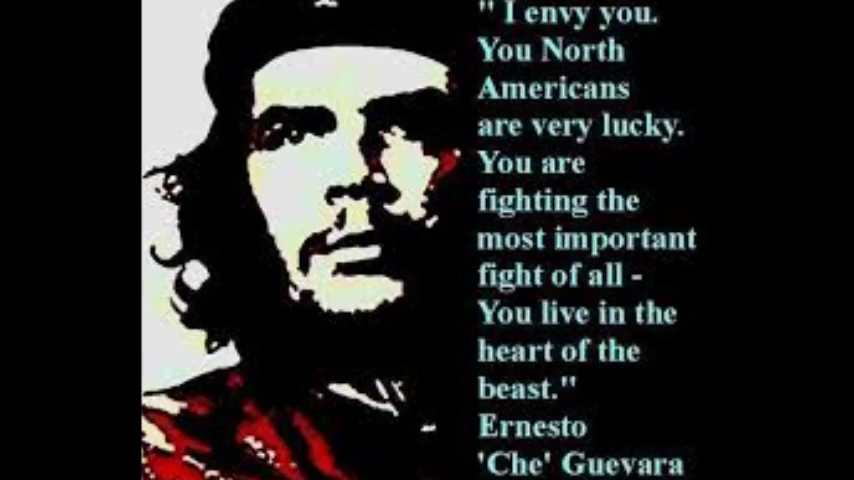 " I envy you.
You North
Americans
are very lucky.
You are
fighting the
most important
fight of all -
You live in the
heart of the
beast."
Ernesto
'Che' Guevara